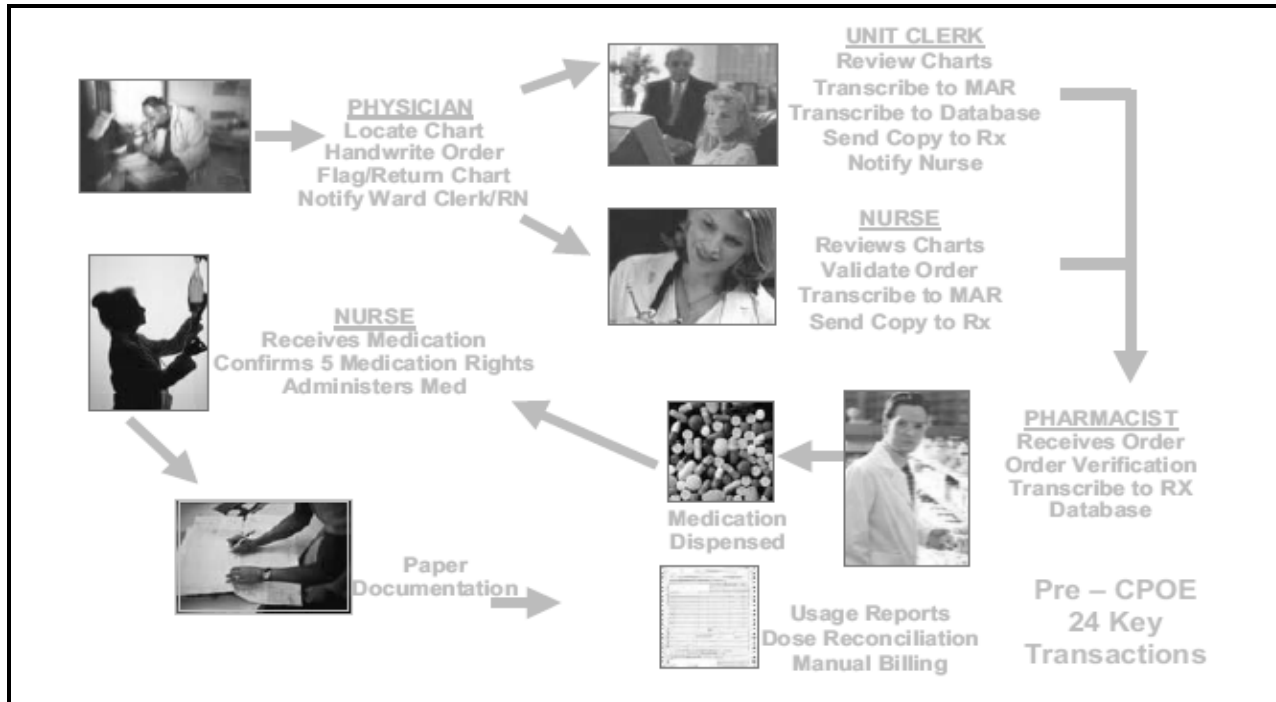 PHYSICIAN
Locate Chart
Handwrite Order
Flag/Return Chart
Notify Ward Clerk/RN
UNIT CLERK
Review Charts
Transcribe to MAR
Transcribe to Database
Send Copy to Rx
Notify Nurse
NURSE
Reviews Charts
Validate Order
Transcribe to MAR
Send Copy to Rx
PHARMACIST
Receives Order
Order Verification
Transcribe to RX
Database
Medication
Dispensed
NURSE
Receives Medication
Confirms 5 Medication Rights
Administers Med
Paper
Documentation
Usage Reports
Dose Reconciliation
Manual Billing
Pre – CPOE
24 Key
Transactions